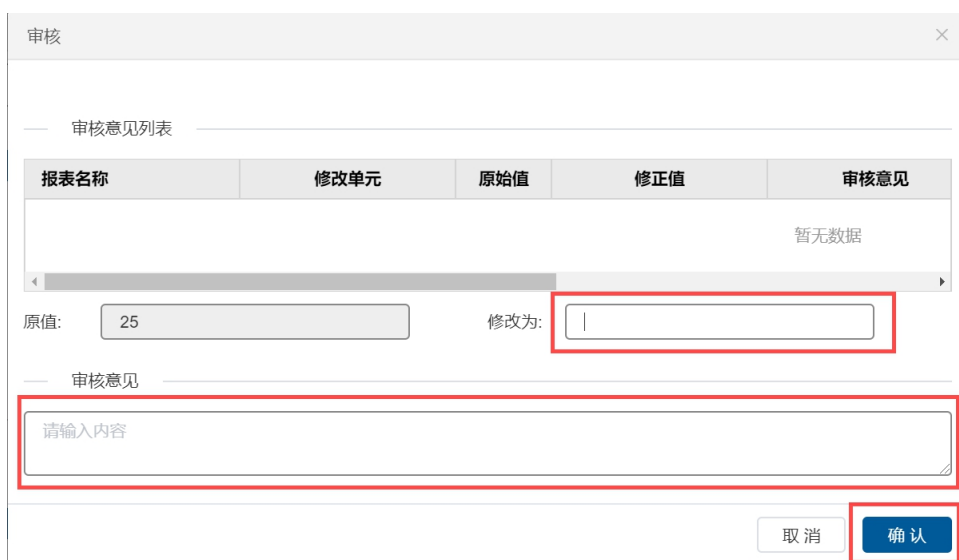 审核
审核意见列表
报表名称 修改单元 原始值 修正值 审核意见
暂无数据
原值: 25 修改为:
审核意见
请输入内容
取消 确认